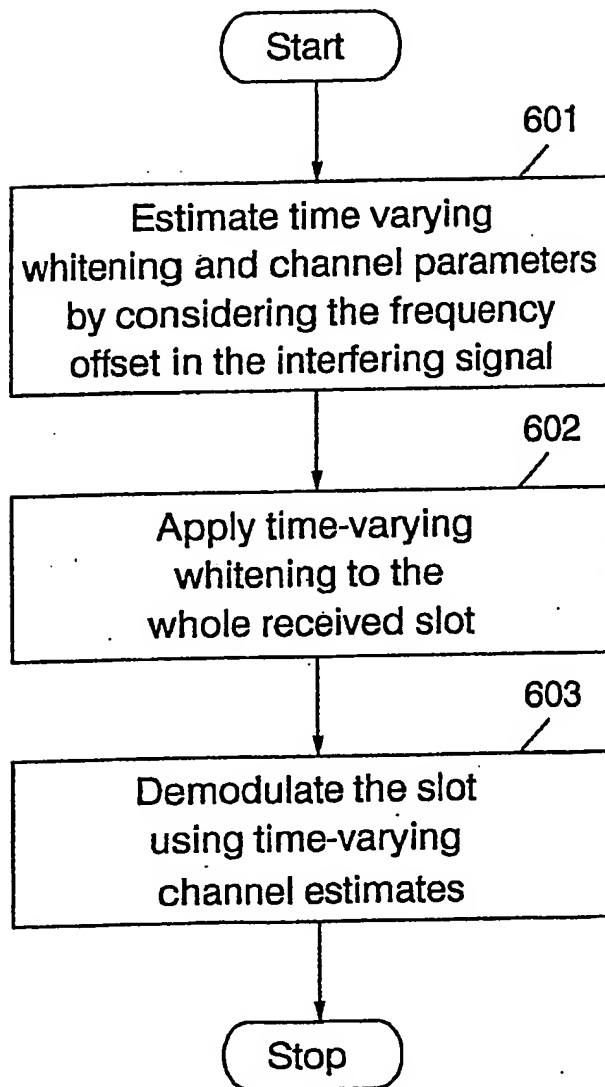 Start
601
Estimate time varying
whitening and channel parameters
by considering the frequency
offset in the interfering signal
602
Apply time-varying
whitening to the
whole received slot
603
Demodulate the slot
using time-varying
channel estimates
Stop